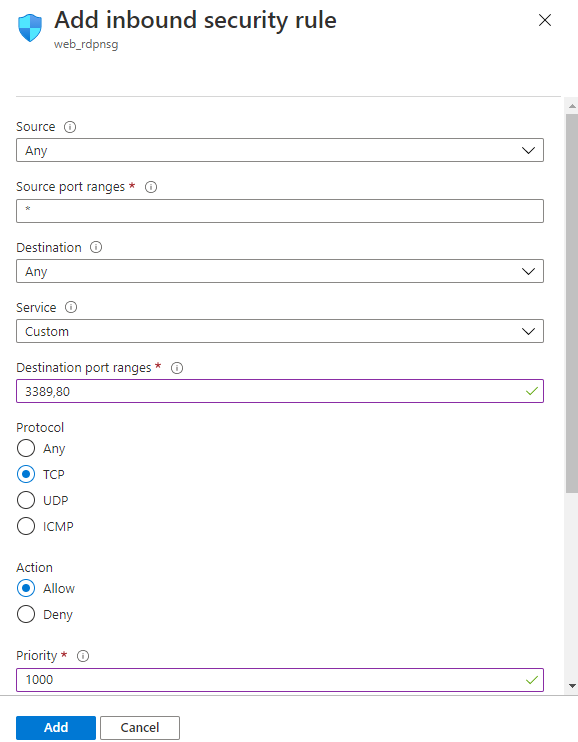 Add inbound security rule
web_rdpnsg
Source
Any
Source port ranges *
*
Destination
Any
Service
Custom
Destination port ranges *
3389,80
Protocol
Any
TCP
UDP
ICMP
Action
Allow
Deny
Priority *
1000
Add Cancel